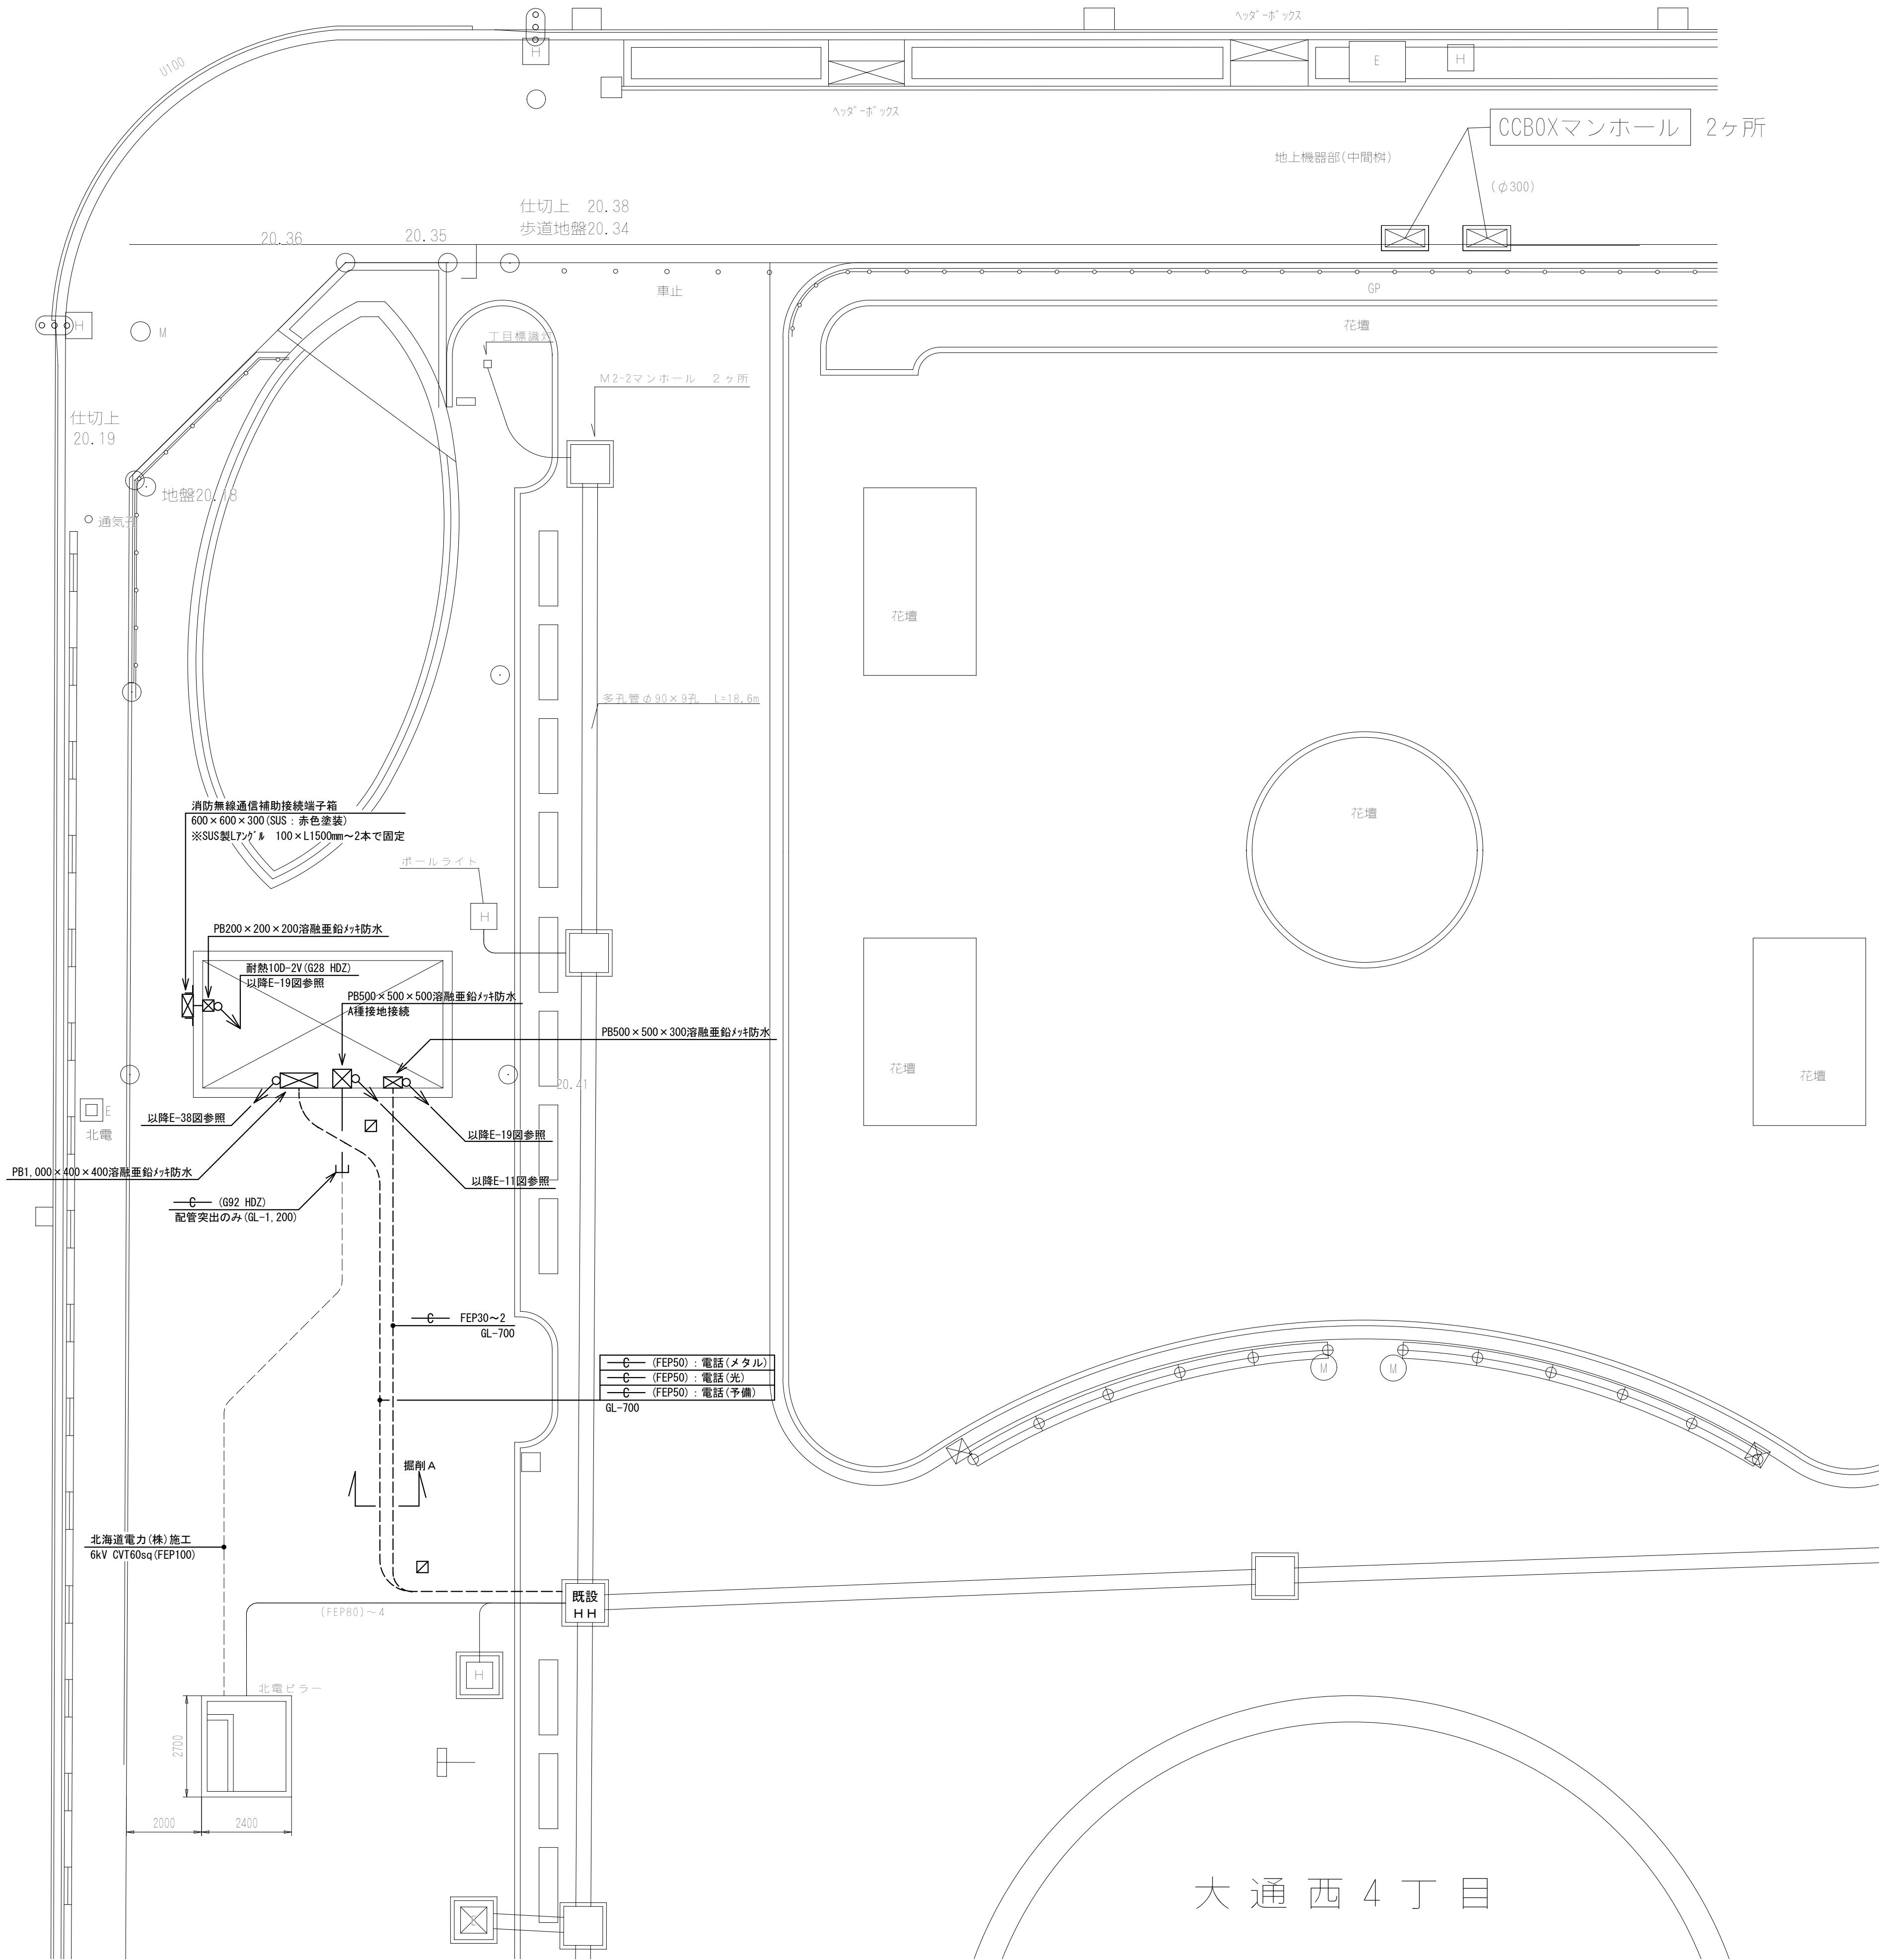 ﾍｯﾀﾞｰﾎﾞｯｸｽ
U100
H
E
H
ﾍｯﾀﾞｰﾎﾞｯｸｽ
CCBOXマンホール 2ヶ所
地上機器部(中間桝)
(φ300)
仕切上 20.38
歩道地盤20.34
20.36
20.35
車止
GP
花壇
H
M
丁目標識灯
M2-2マンホール 2ヶ所
仕切上
20.19
地盤20.18
通気孔
花壇
多孔管φ90×9孔 L=18.6m
消防無線通信補助接続端子箱
600×600×300(SUS：赤色塗装)
※SUS製Lｱﾝｸﾞﾙ 100×L1500mm～2本で固定
花壇
ポールライト
H
PB200×200×200溶融亜鉛ﾒｯｷ防水
耐熱10D-2V(G28 HDZ)
以降E-19図参照
PB500×500×500溶融亜鉛ﾒｯｷ防水
A種接地接続
PB500×500×300溶融亜鉛ﾒｯｷ防水
花壇
花壇
20.41
E
北電
以降E-38図参照
以降E-19図参照
PB1,000×400×400溶融亜鉛ﾒｯｷ防水
以降E-11図参照
C (G92 HDZ)
配管突出のみ(GL-1,200)
C FEP30～2
GL-700
C (FEP50)：電話(メタル)
C (FEP50)：電話(光)
C (FEP50)：電話(予備)
GL-700
M
M
掘削A
北海道電力(株)施工
6kV CVT60sq(FEP100)
既設
HH
(FEP80)～4
H
北電ピラー
2700
2000
2400
大通西4丁目
E